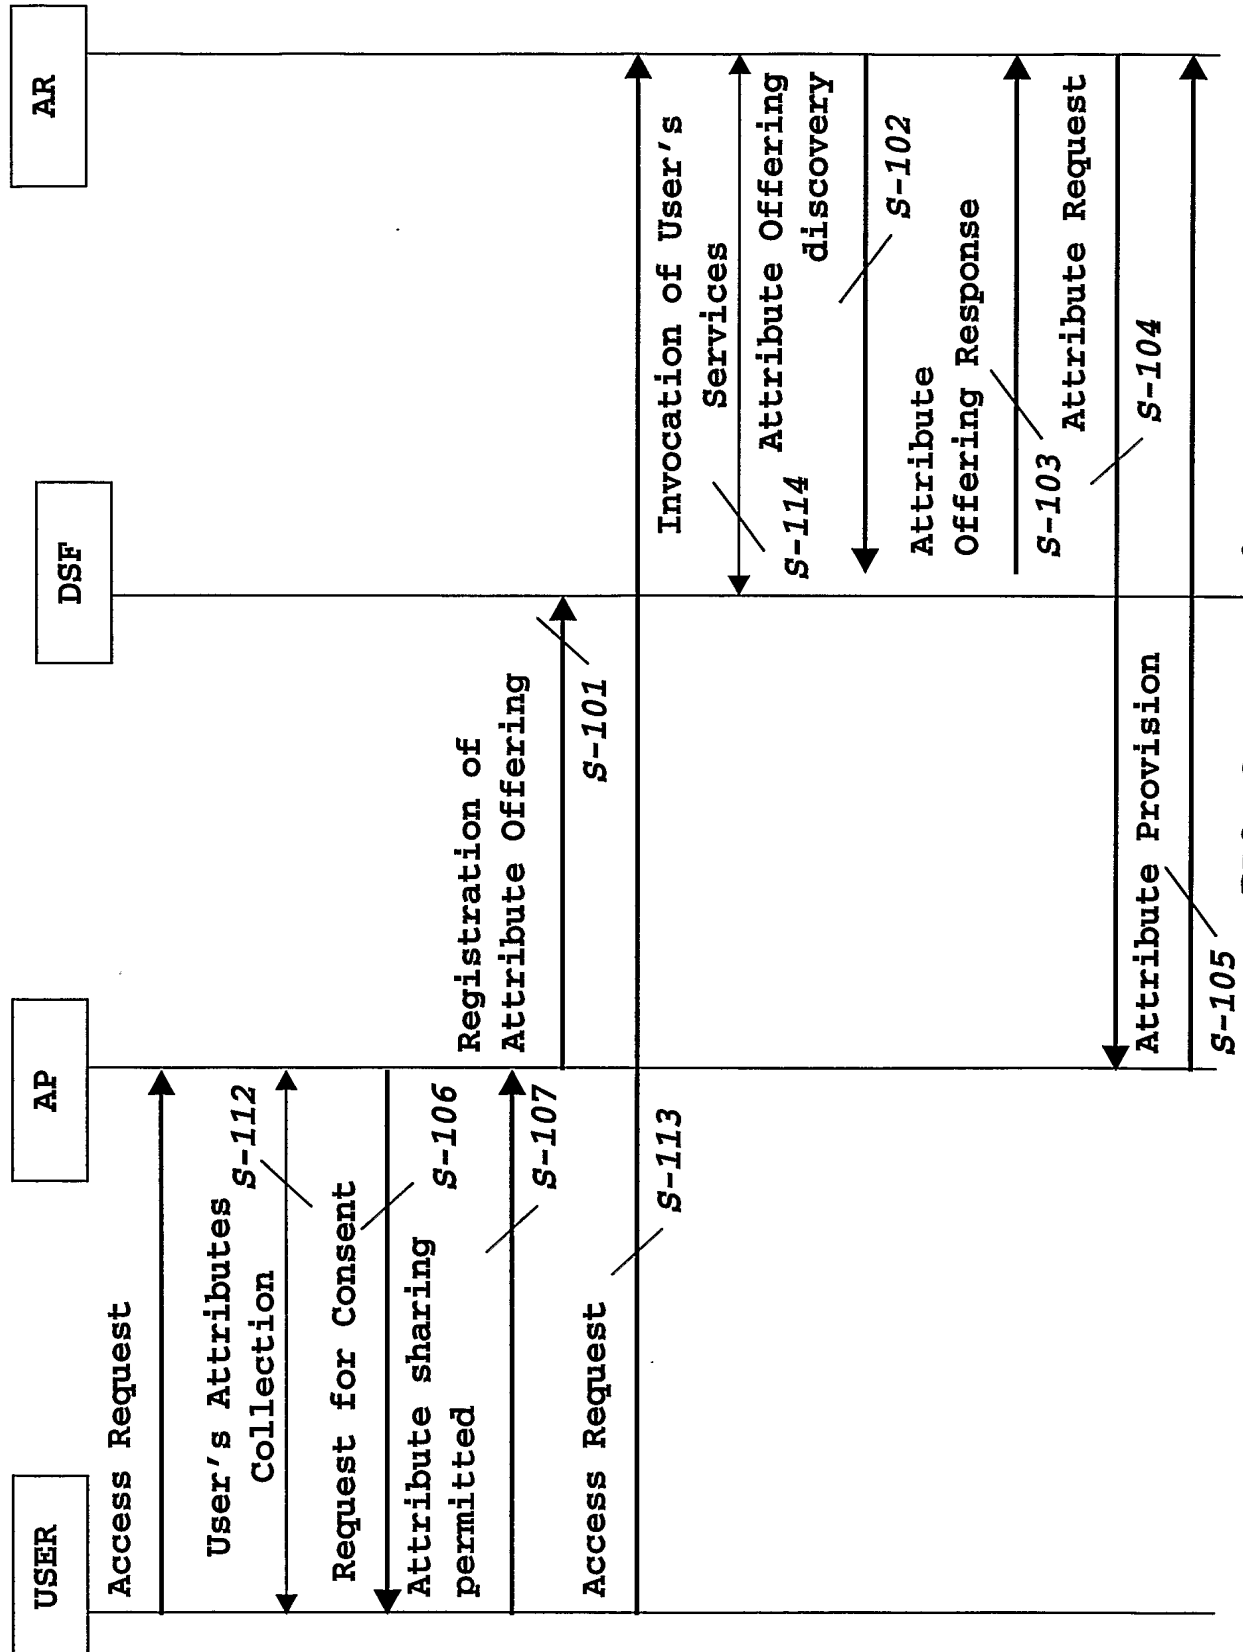 USER
AP
DSF
AR
Access Request
User's Attributes
Collection
S-112
Request for Consent
S-106
Attribute sharing
permitted
S-107
Registration of
Attribute Offering
S-101
Access Request
S-113
Invocation of User's
Services
S-114
Attribute Offering
discovery
S-102
Attribute
Offering Response
S-103
Attribute Request
S-104
Attribute Provision
S-105